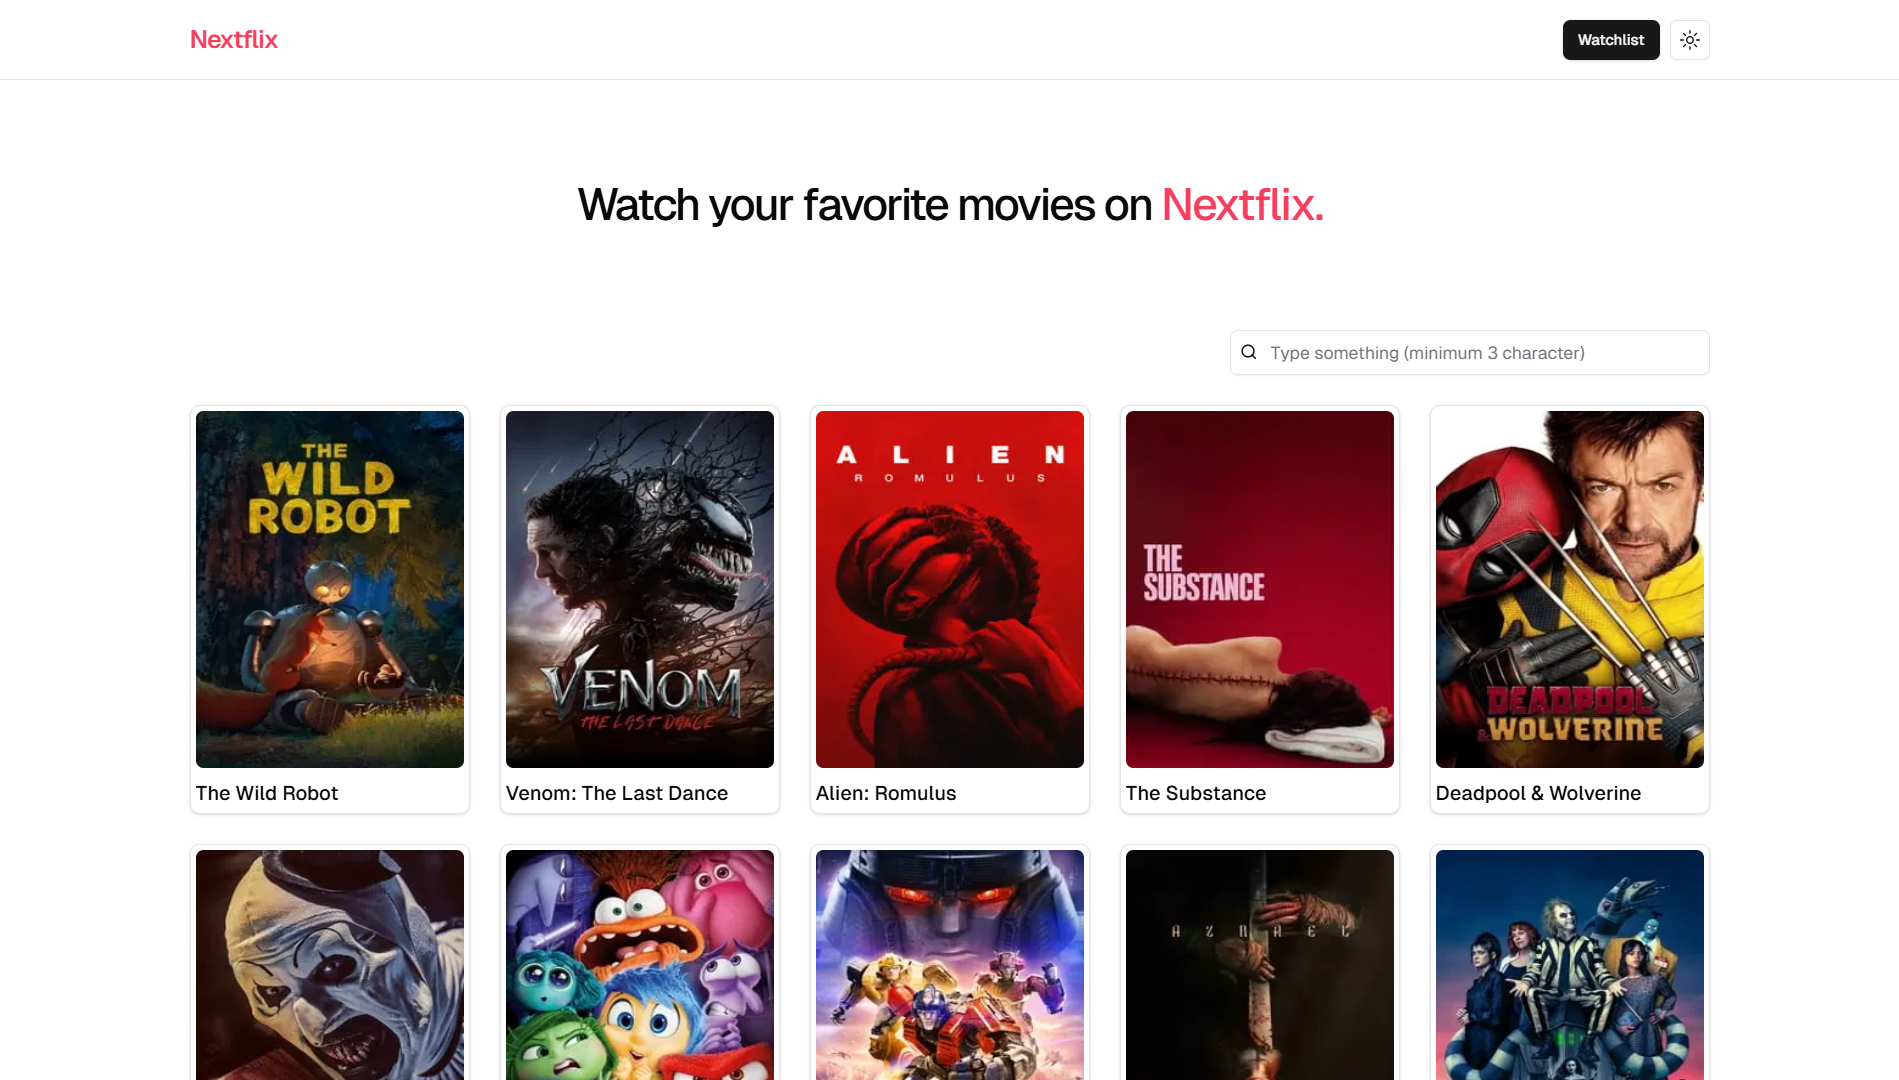 Nextflix
Watchlist
Watch your favorite movies on Nextflix.
Type something (minimum 3 character)
THE
WILD
ROBOT
VENOM
THE LAST DANCE
ALIEN
ROMULUS
THE
SUBSTANCE
DEADPOOL
& WOLVERINE
The Wild Robot
Venom: The Last Dance
Alien: Romulus
The Substance
Deadpool & Wolverine
AZRAEL